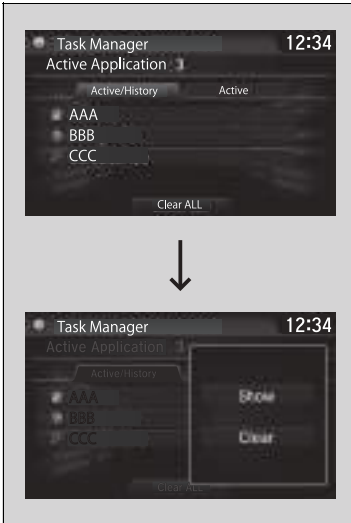 Task Manager 12:34
Active Application
Active/History Active
AAA
BBB
CCC
Clear ALL
Task Manager 12:34
Active Application
Active/History
AAA
BBB
CCC
Show
Clear
Clear ALL